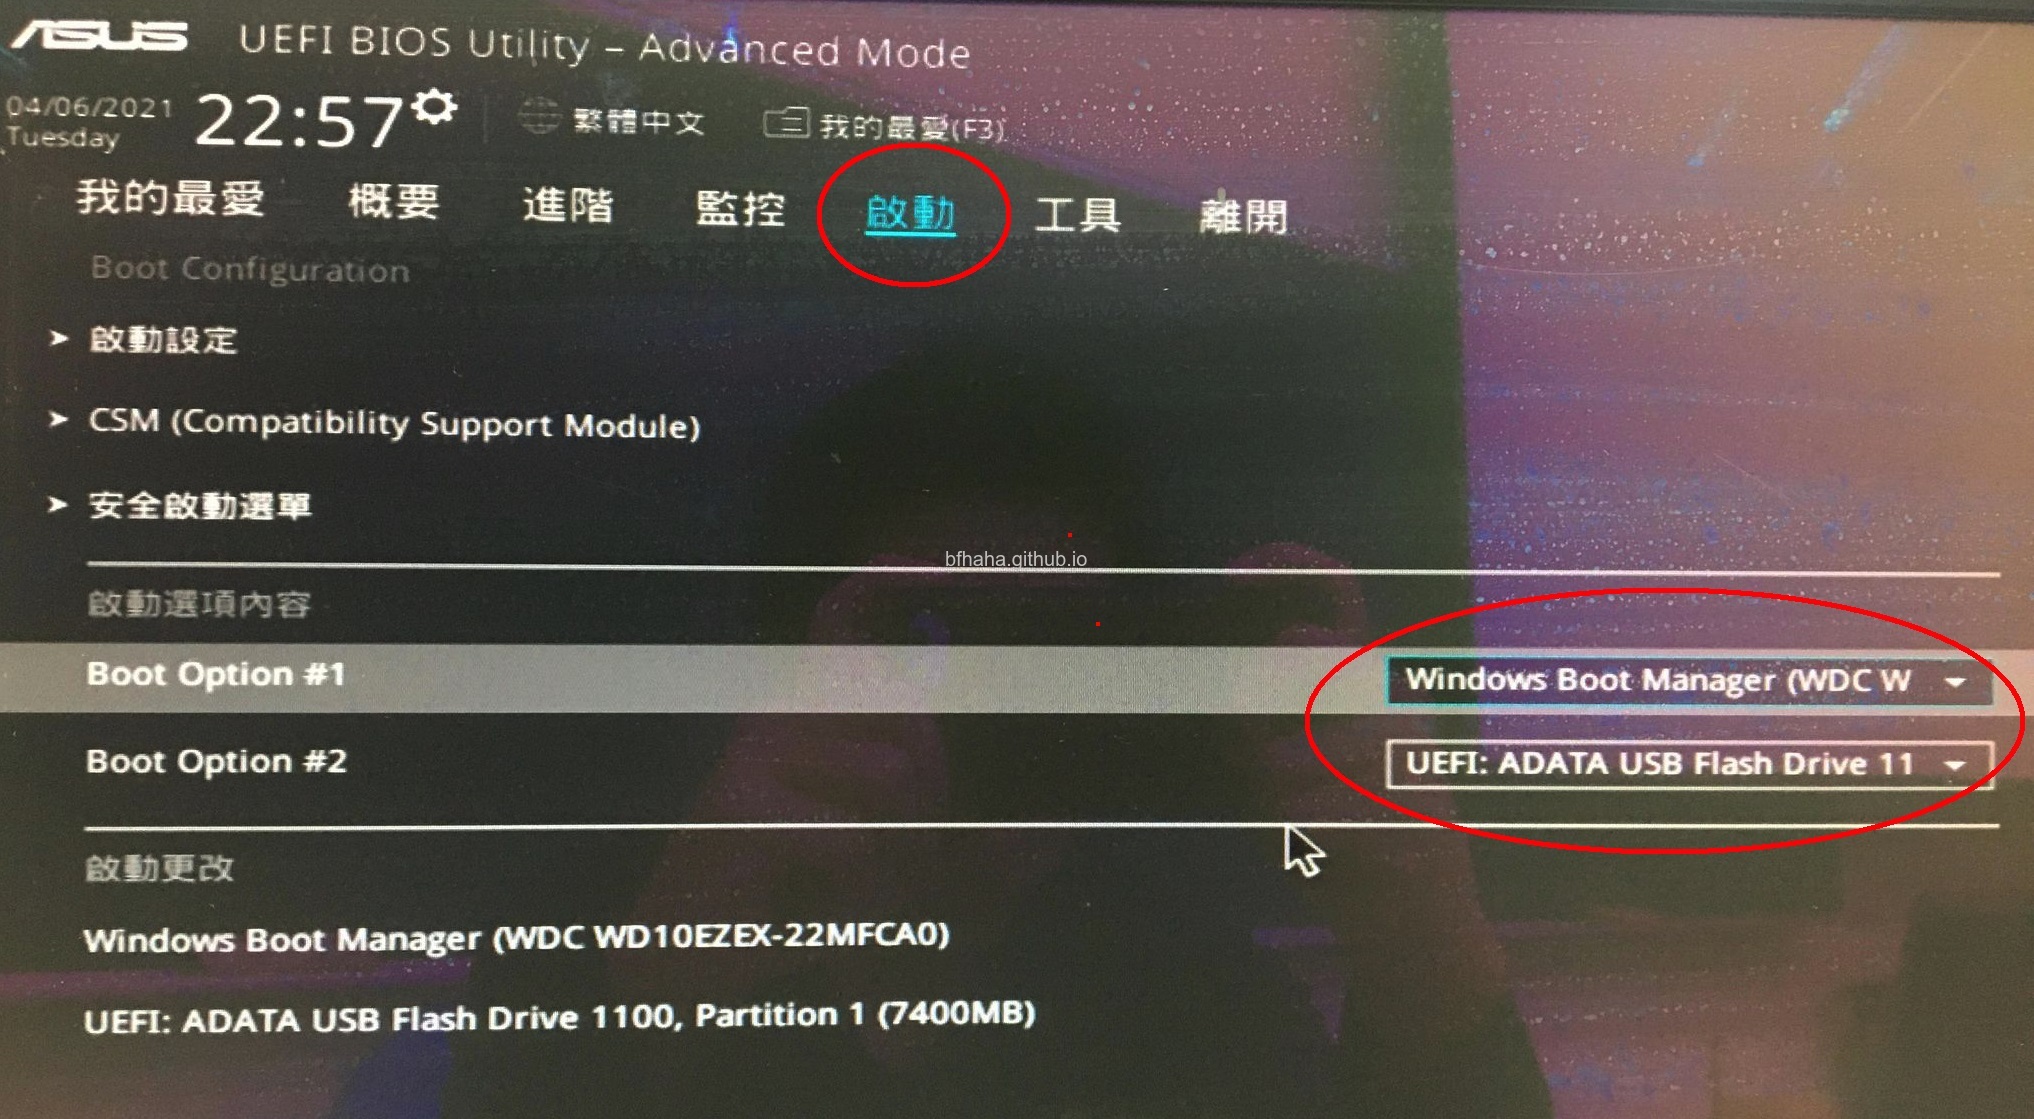 ASUS UEFI BIOS Utility – Advanced Mode
04/06/2021 Tuesday 22:57 繁體中文 我的最愛(F3)
我的最愛 概要 進階 監控 啟動 工具 離開
Boot Configuration
啟動設定
CSM (Compatibility Support Module)
安全啟動選單
bfhaha.github.io
啟動選項內容
Boot Option #1 Windows Boot Manager (WDC W
Boot Option #2 UEFI: ADATA USB Flash Drive 11
啟動更改
Windows Boot Manager (WDC WD10EZEX-22MFCA0)
UEFI: ADATA USB Flash Drive 1100, Partition 1 (7400MB)